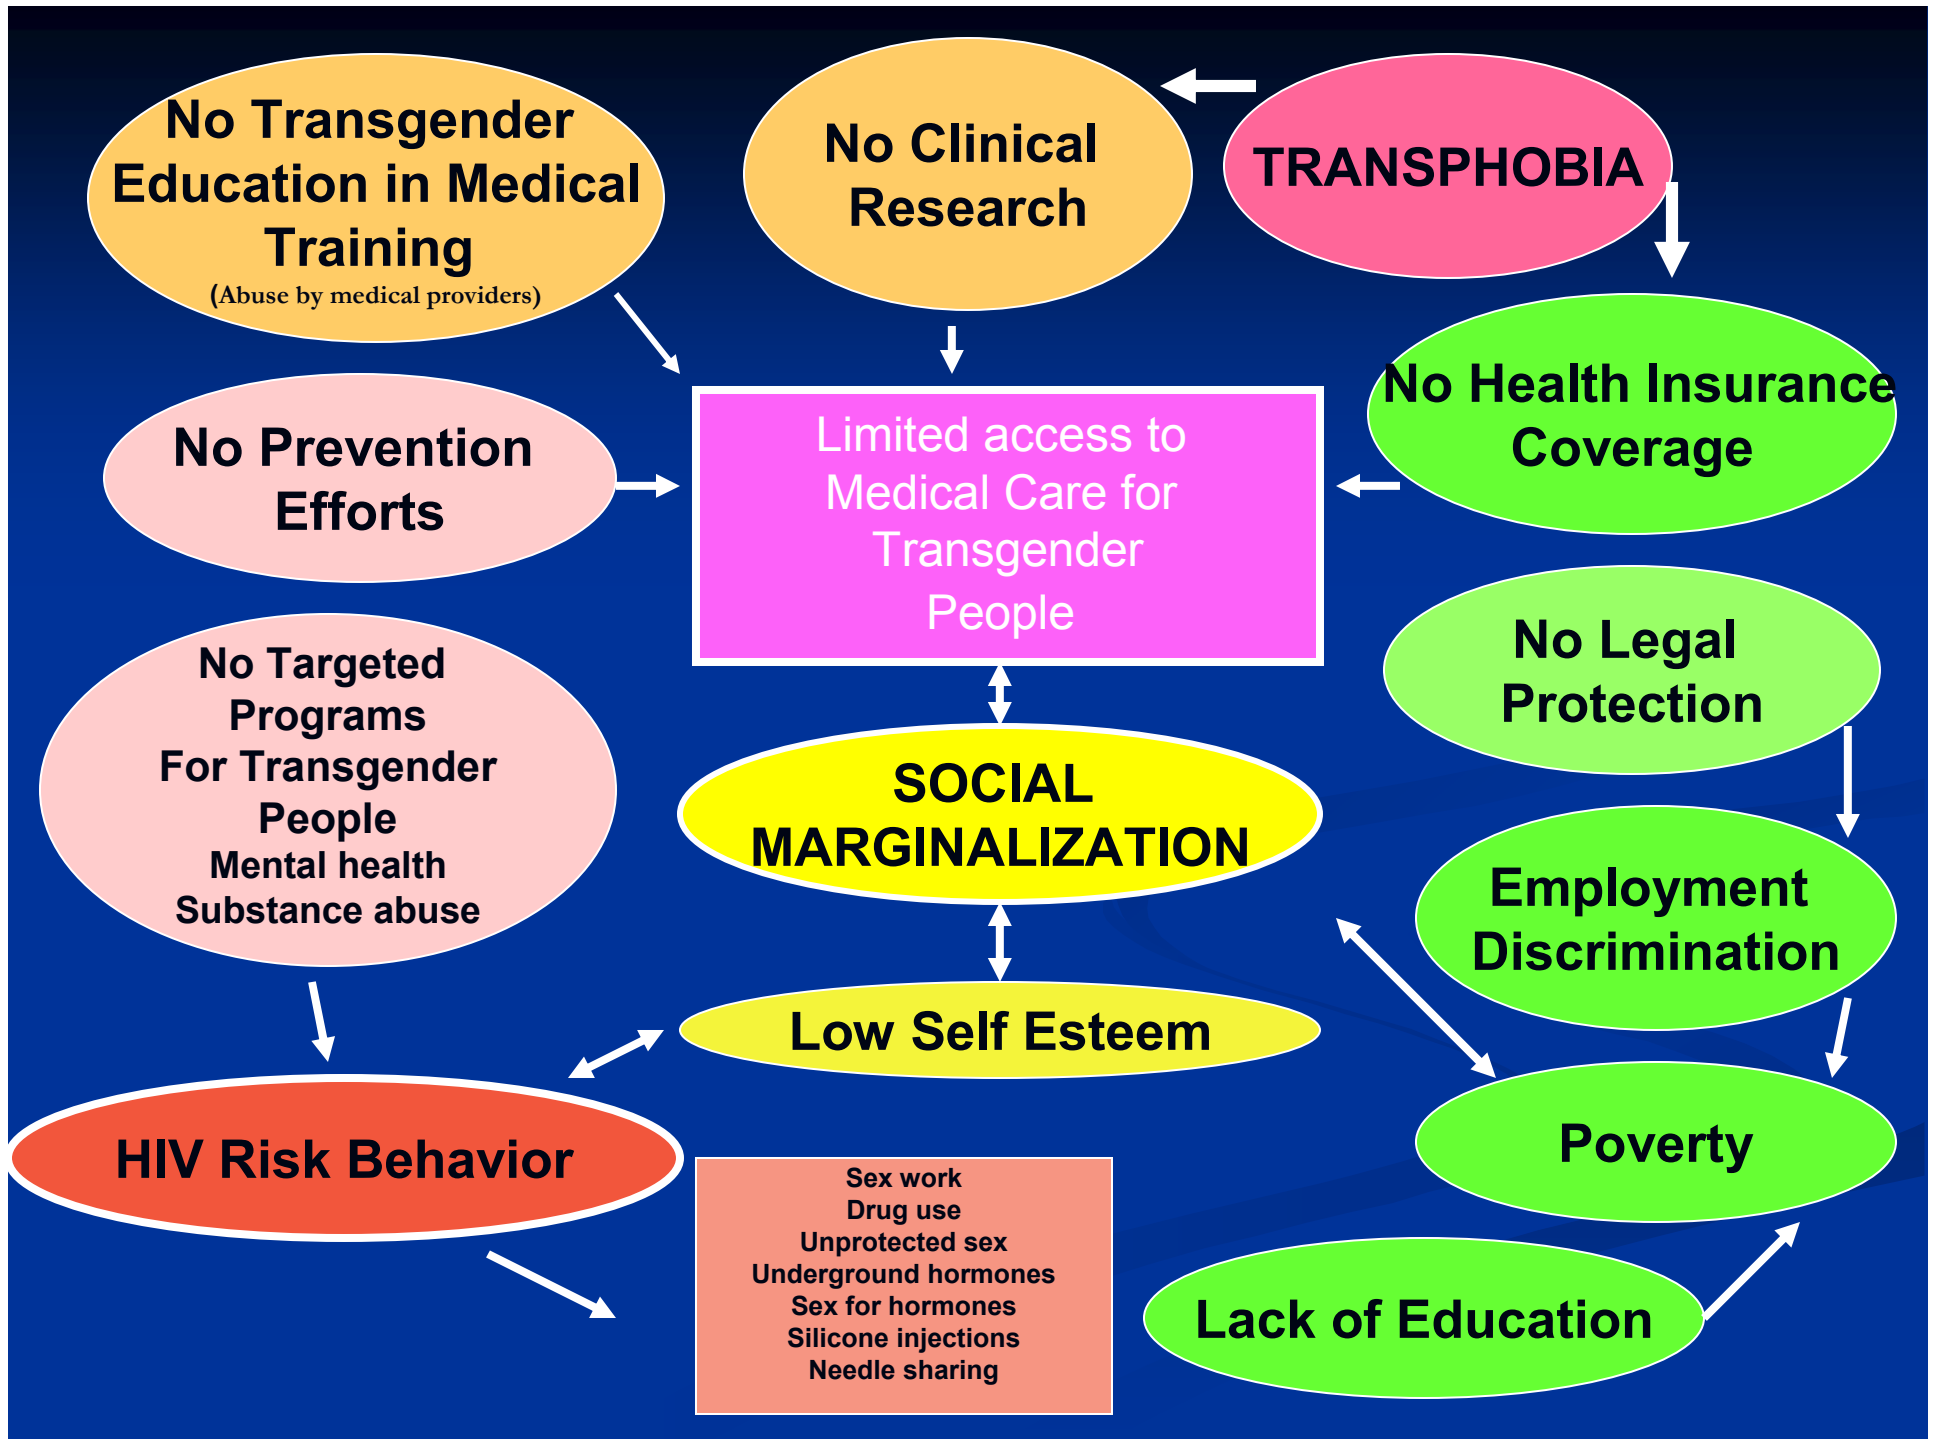 No Transgender
Education in Medical
Training
(Abuse by medical providers)
No Clinical
Research
TRANSPHOBIA
No Health Insurance
Coverage
No Prevention
Efforts
Limited access to
Medical Care for
Transgender
People
No Legal
Protection
No Targeted
Programs
For Transgender
People
Mental health
Substance abuse
SOCIAL
MARGINALIZATION
Employment
Discrimination
Low Self Esteem
HIV Risk Behavior
Poverty
Sex work
Drug use
Unprotected sex
Underground hormones
Sex for hormones
Silicone injections
Needle sharing
Lack of Education